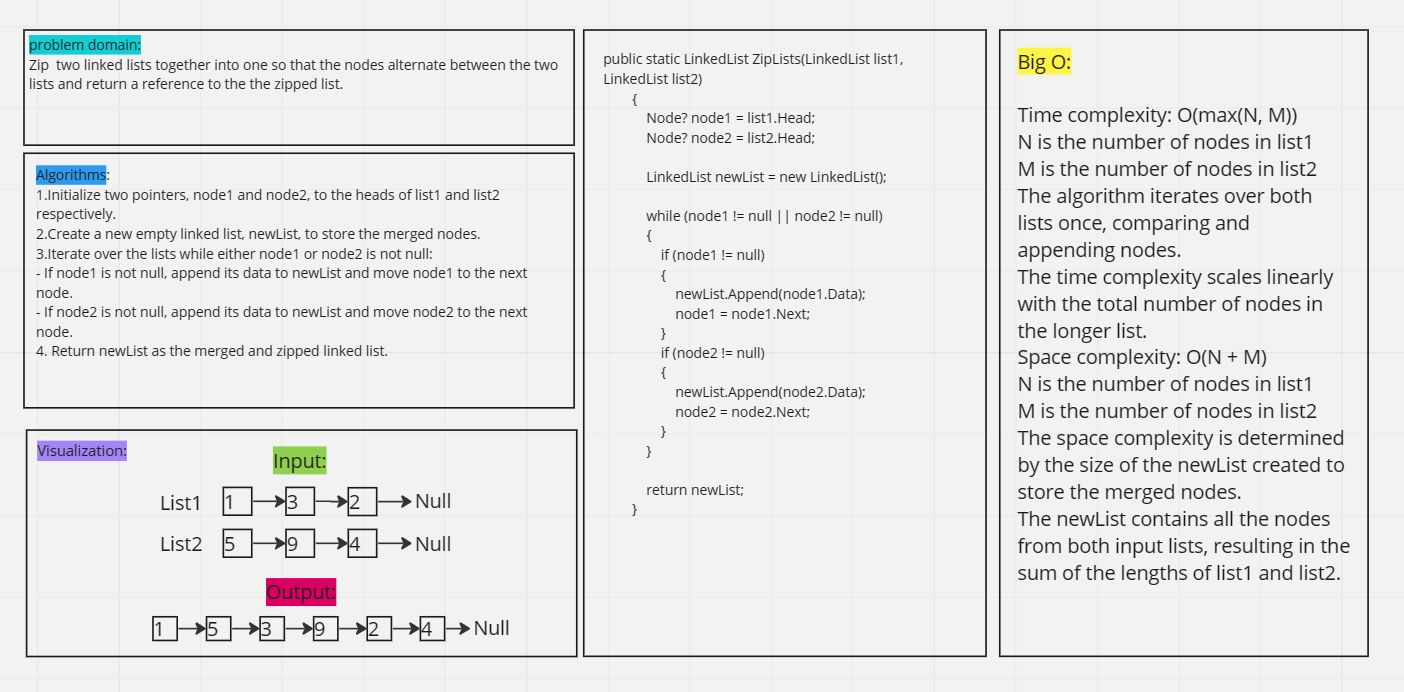 problem domain:
Zip  two linked lists together into one so that the nodes alternate between the two
lists and return a reference to the the zipped list.
Algorithms:
1.Initialize two pointers, node1 and node2, to the heads of list1 and list2
respectively.
2.Create a new empty linked list, newList, to store the merged nodes.
3.Iterate over the lists while either node1 or node2 is not null:
- If node1 is not null, append its data to newList and move node1 to the next
node.
- If node2 is not null, append its data to newList and move node2 to the next
node.
4. Return newList as the merged and zipped linked list.
Visualization:
Input:
List1 1 3 2 Null
List2 5 9 4 Null
Output:
1 5 3 9 2 4 Null
public static LinkedList ZipLists(LinkedList list1,
LinkedList list2)
{
Node? node1 = list1.Head;
Node? node2 = list2.Head;
LinkedList newList = new LinkedList();
while (node1 != null || node2 != null)
{
if (node1 != null)
{
newList.Append(node1.Data);
node1 = node1.Next;
}
if (node2 != null)
{
newList.Append(node2.Data);
node2 = node2.Next;
}
}
return newList;
}
Big O:
Time complexity: O(max(N, M))
N is the number of nodes in list1
M is the number of nodes in list2
The algorithm iterates over both
lists once, comparing and
appending nodes.
The time complexity scales linearly
with the total number of nodes in
the longer list.
Space complexity: O(N + M)
N is the number of nodes in list1
M is the number of nodes in list2
The space complexity is determined
by the size of the newList created to
store the merged nodes.
The newList contains all the nodes
from both input lists, resulting in the
sum of the lengths of list1 and list2.